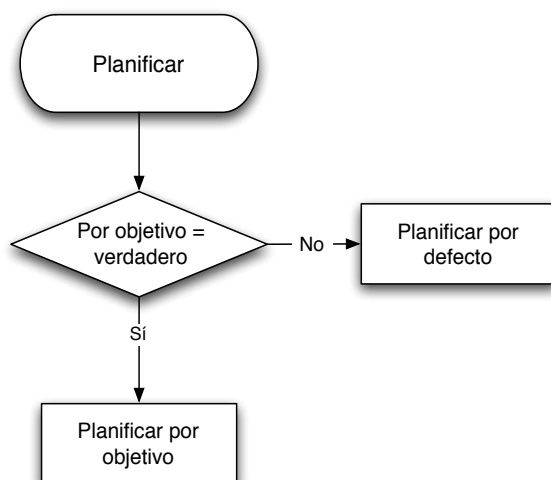 Planificar
Por objetivo =
verdadero
No
Planificar por
defecto
Sí
Planificar por
objetivo